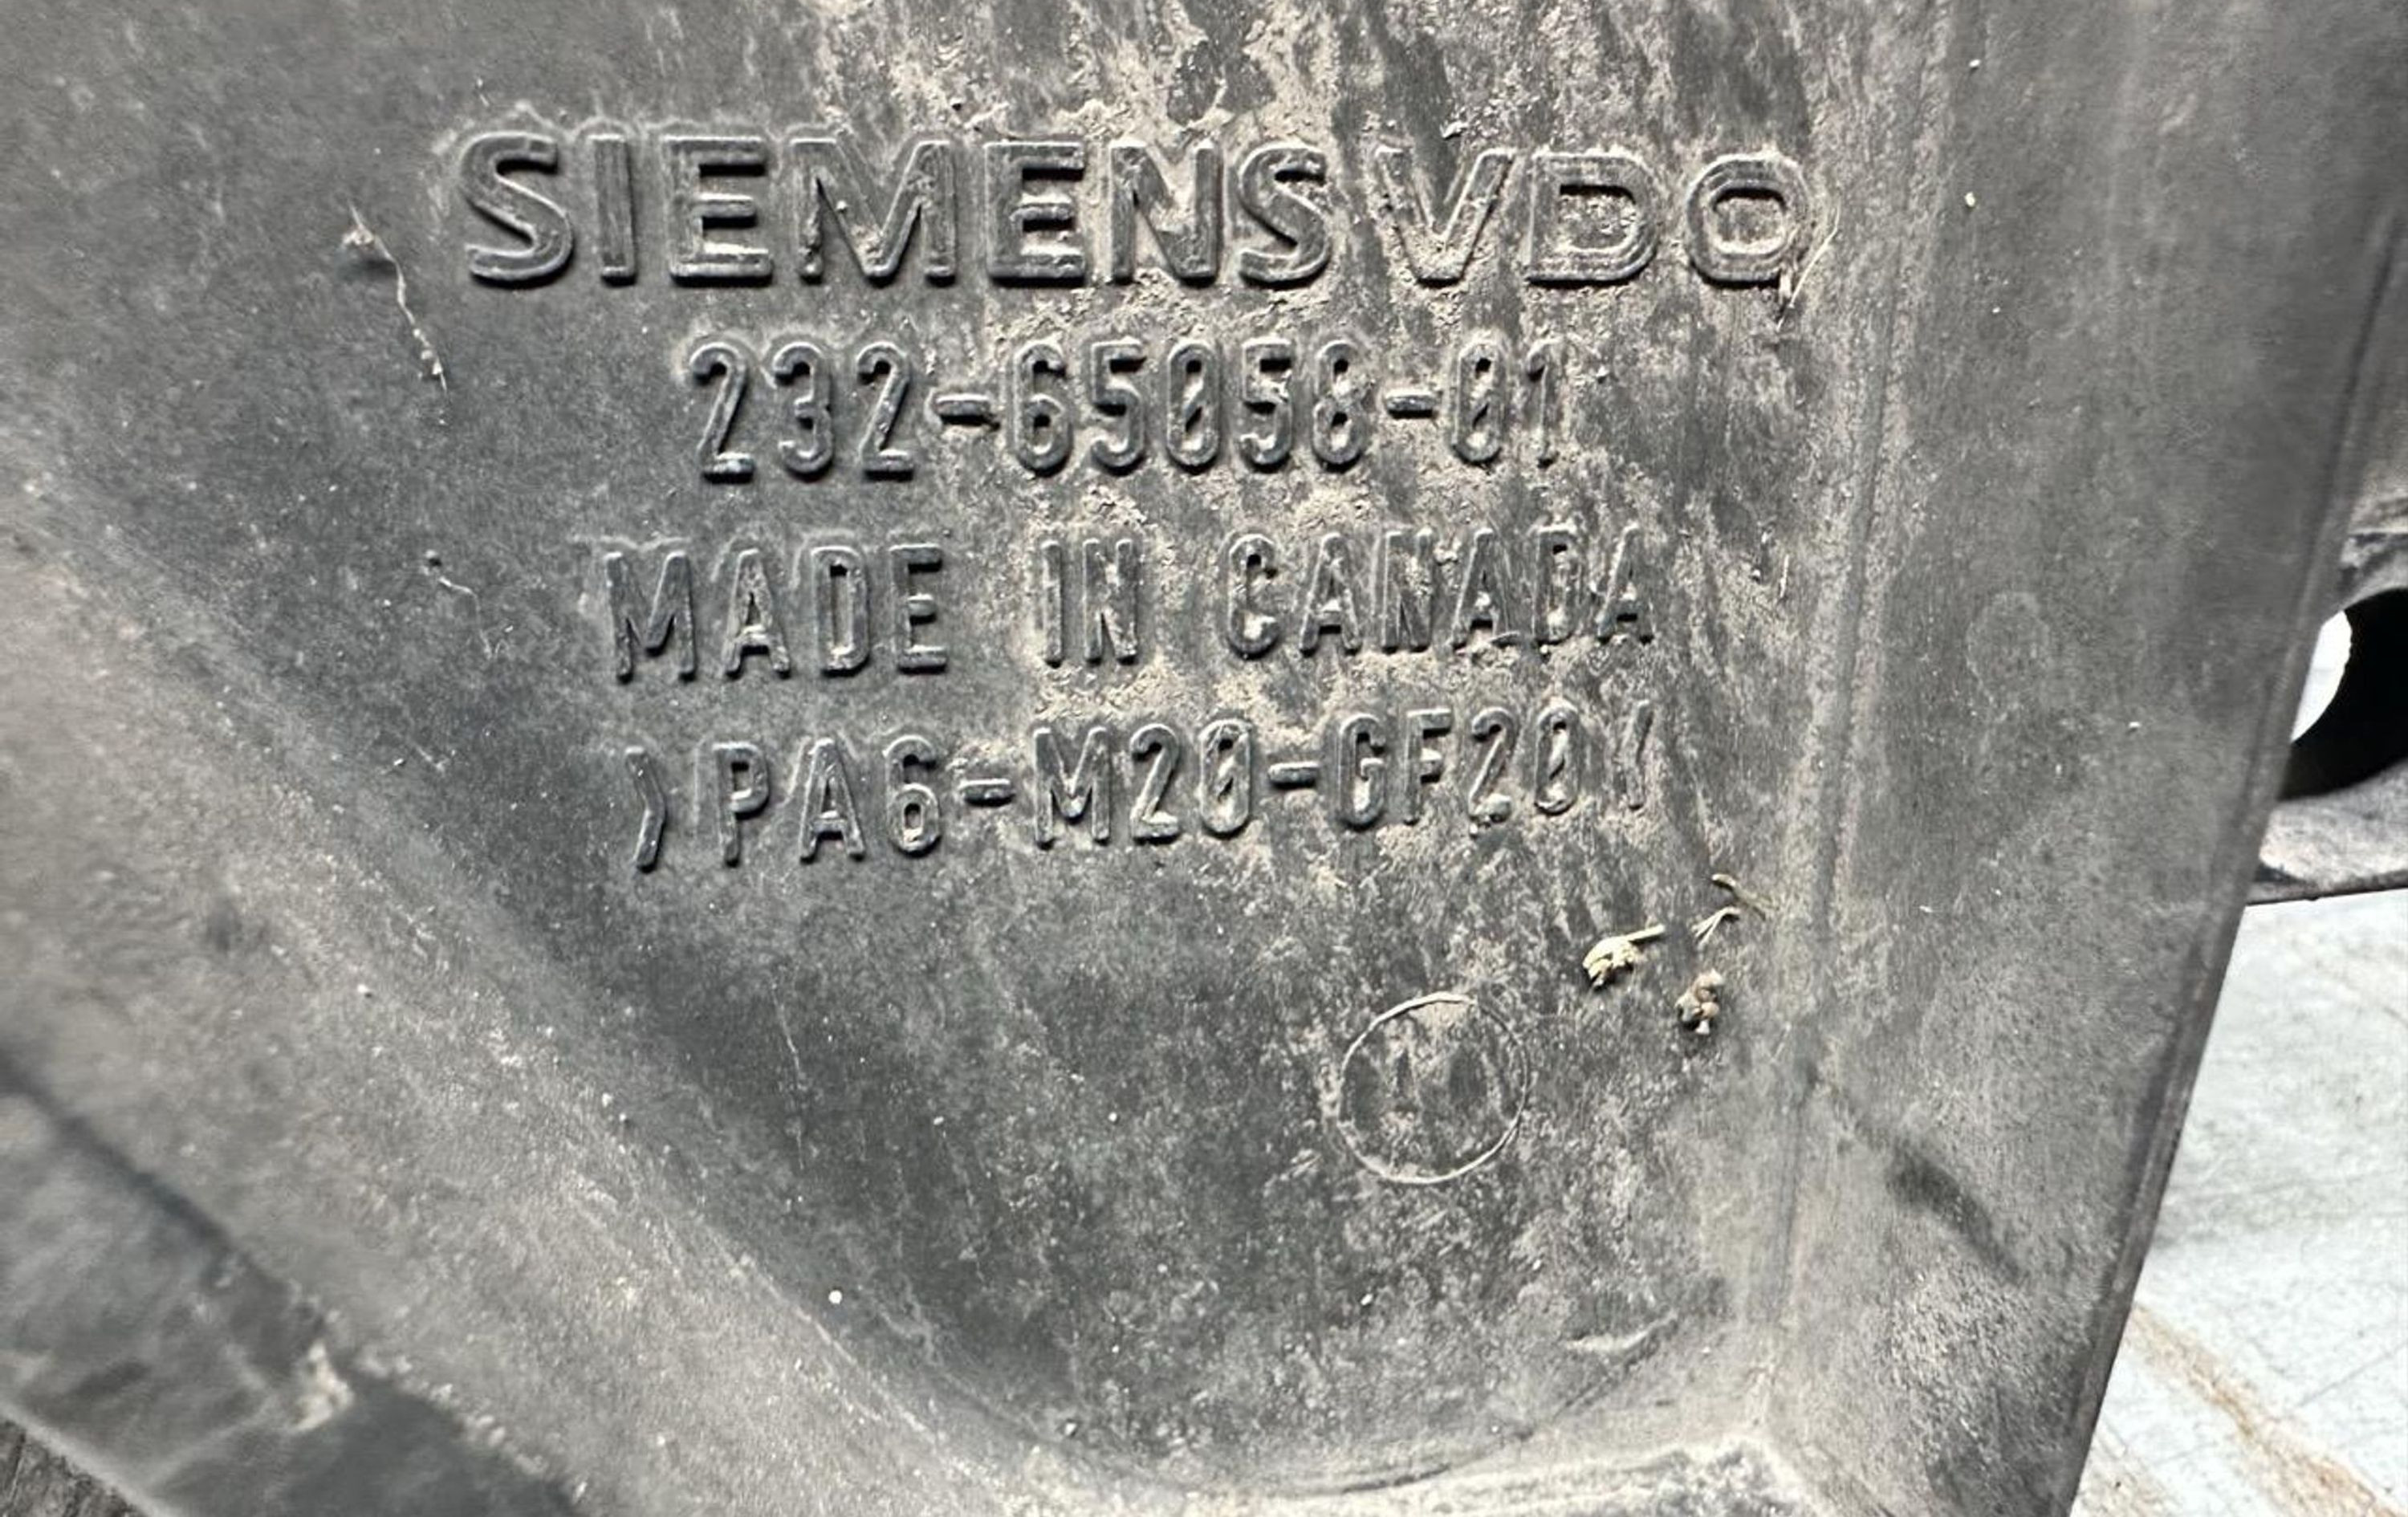 SIEMENS VDO
232-65058-01
MADE IN CANADA
>PA6-M20-GF20<